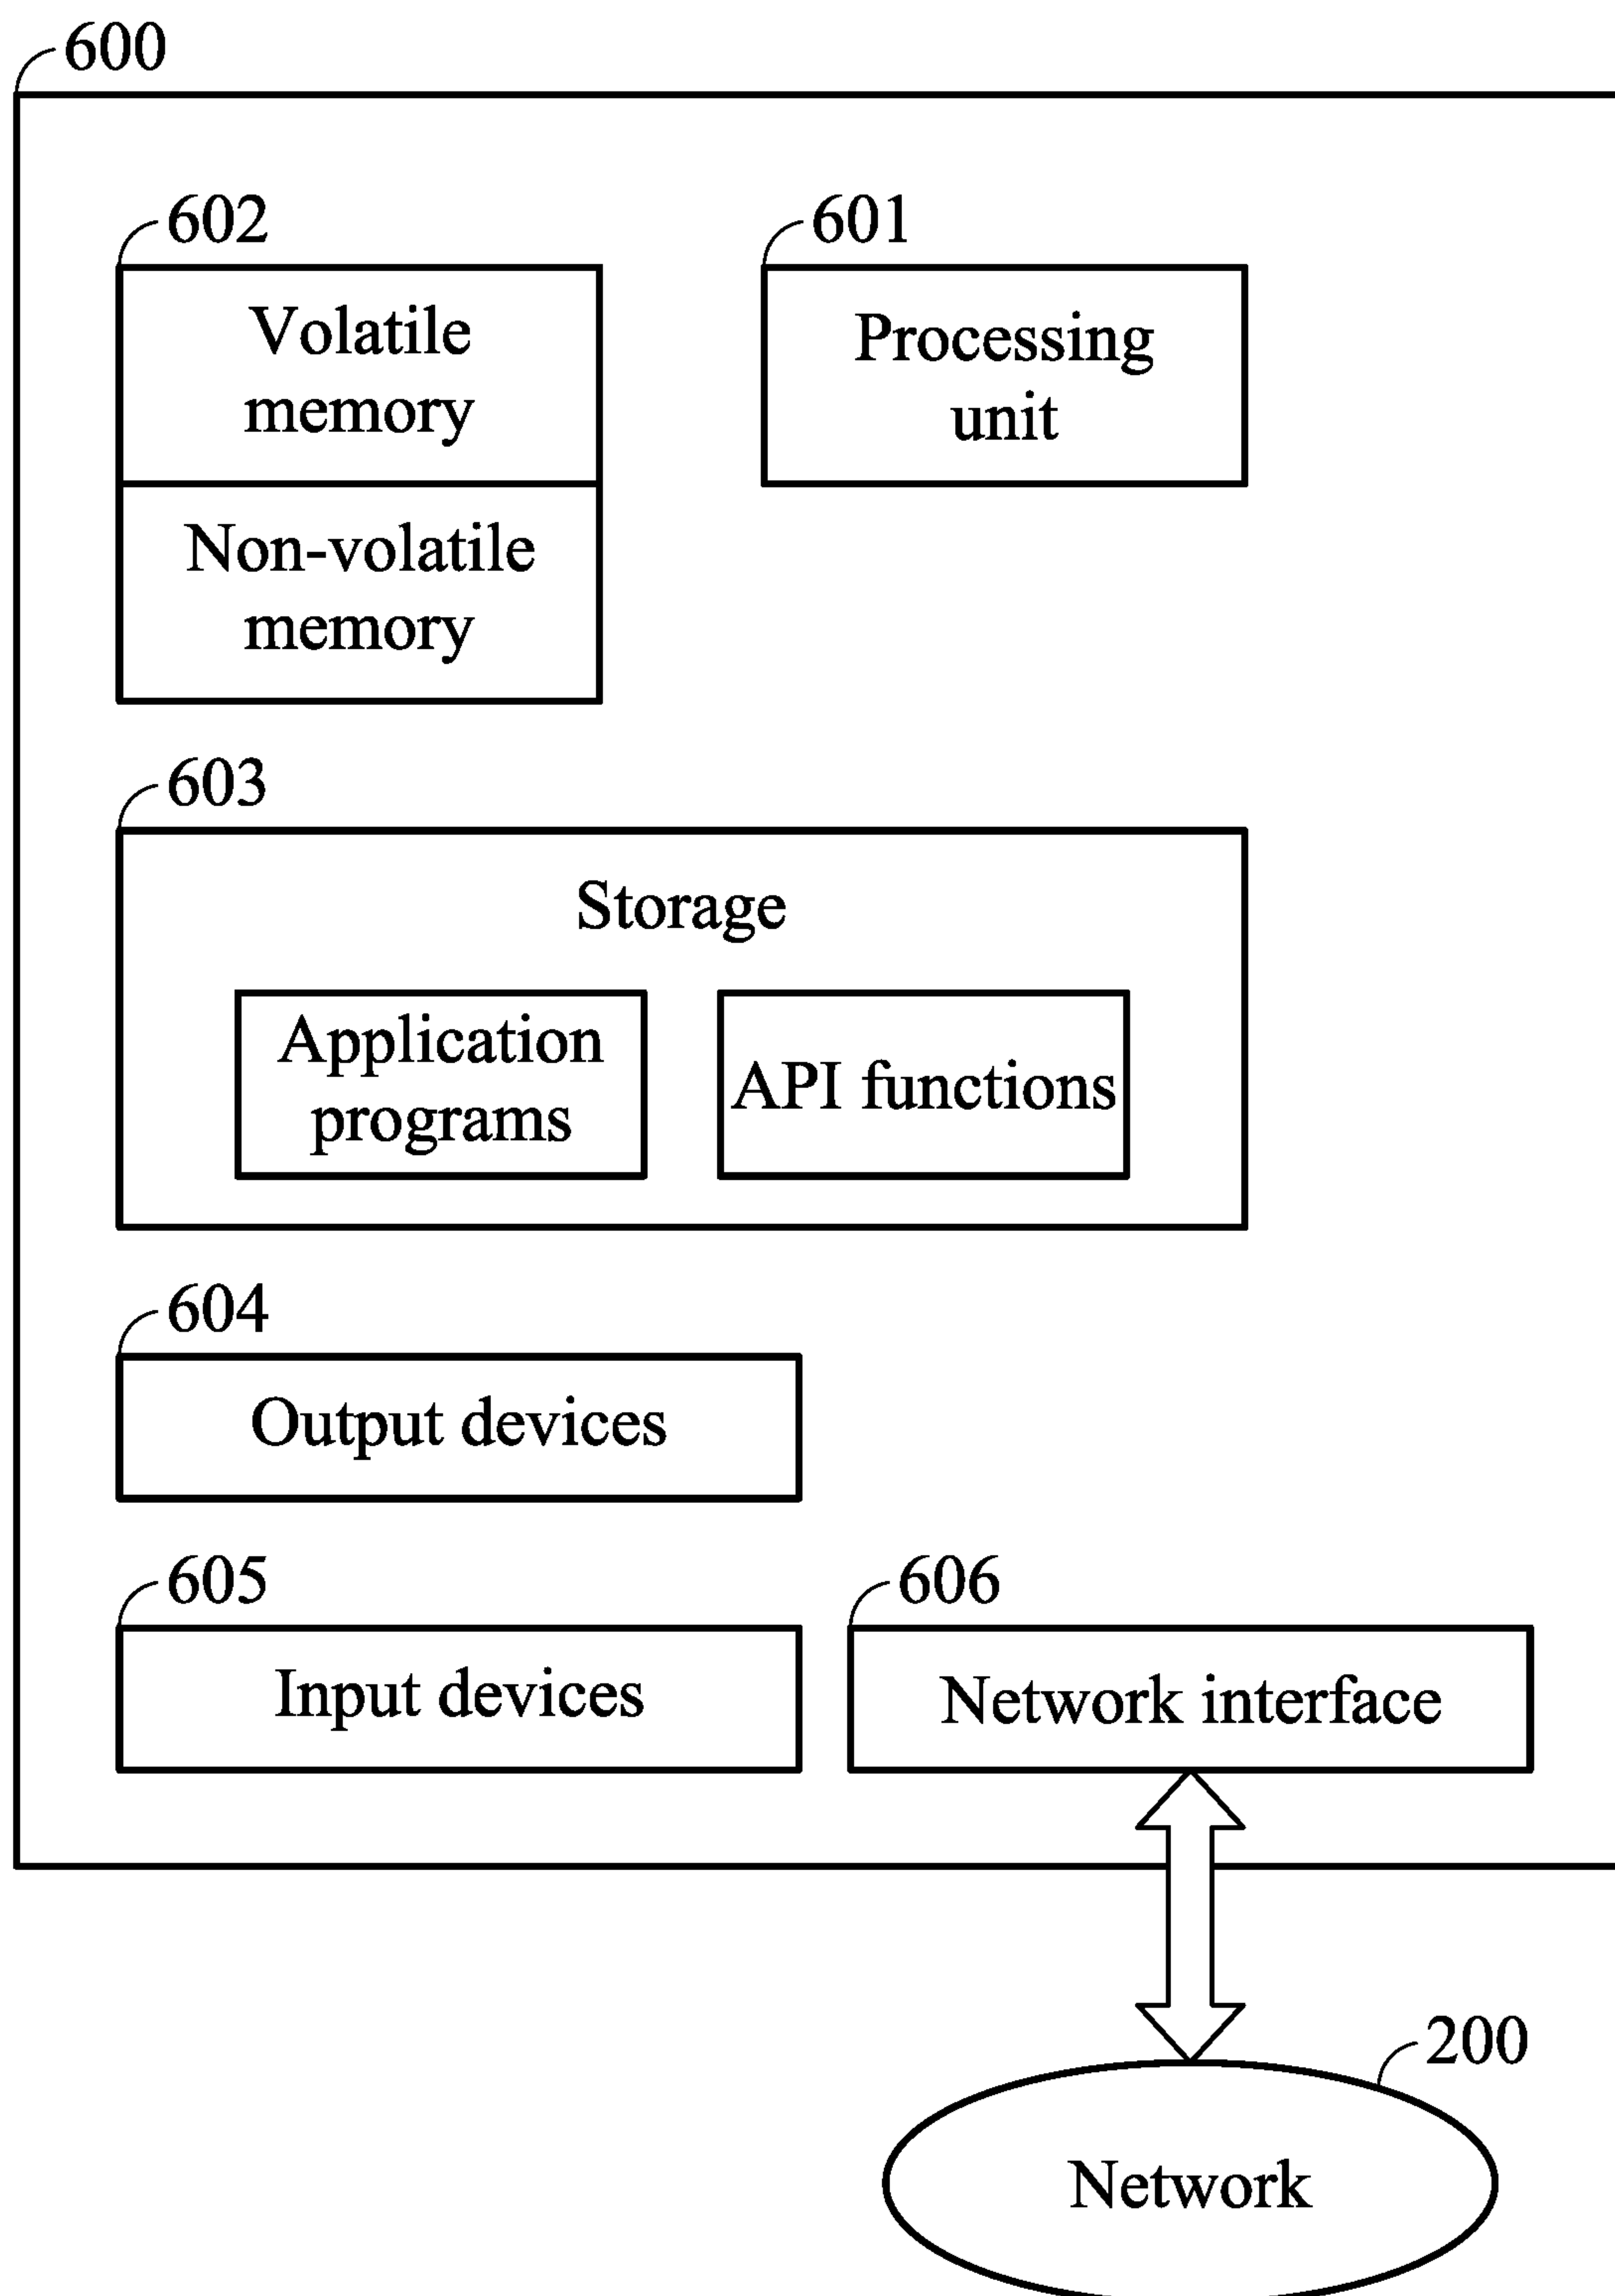 600
602
601
Volatile
memory
Processing
unit
Non-volatile
memory
603
Storage
Application
programs
API functions
604
Output devices
605
606
Input devices
Network interface
200
Network